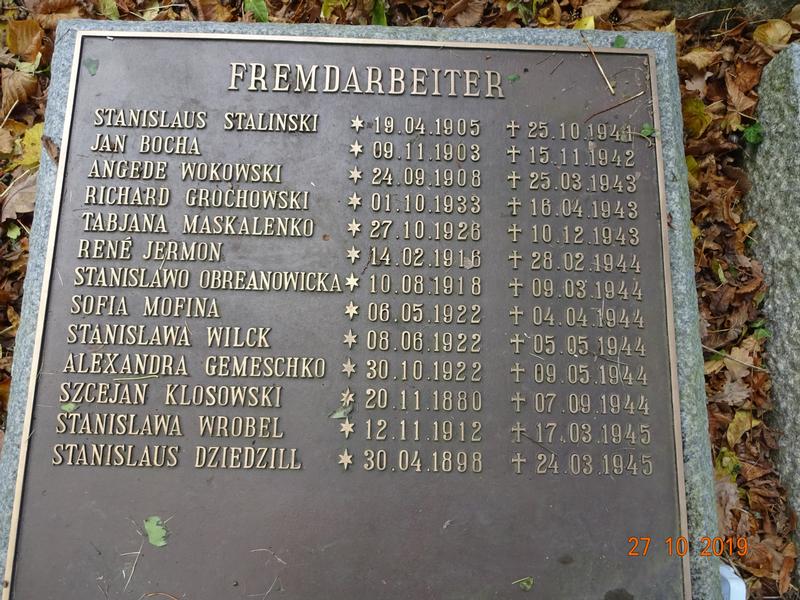 FREMDARBEITER
STANISLAUS STALINSKI ✶ 19.04.1905 ✝ 25.10.1941
JAN BOCHA ✶ 09.11.1903 ✝ 15.11.1942
ANGEDE WOKOWSKI ✶ 24.09.1908 ✝ 25.03.1943
RICHARD GROCHOWSKI ✶ 01.10.1933 ✝ 16.04.1943
TABJANA MASKALENKO ✶ 27.10.1926 ✝ 10.12.1943
RENÉ JERMON ✶ 14.02.1916 ✝ 28.02.1944
STANISLAWO OBREANOWICKA ✶ 10.08.1918 ✝ 09.03.1944
SOFIA MOFINA ✶ 06.05.1922 ✝ 04.04.1944
STANISLAWA WILCK ✶ 08.06.1922 ✝ 05.05.1944
ALEXANDRA GEMESCHKO ✶ 30.10.1922 ✝ 09.05.1944
SZCEJAN KLOSOWSKI ✶ 20.11.1880 ✝ 07.09.1944
STANISLAWA WROBEL ✶ 12.11.1912 ✝ 17.03.1945
STANISLAUS DZIEDZILL ✶ 30.04.1898 ✝ 24.03.1945
27 10 2019